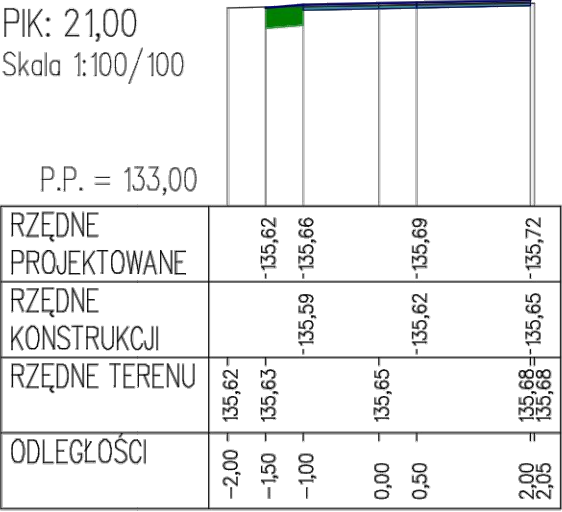 PIK: 21,00
Skala 1:100/100
P.P. = 133,00
RZĘDNE
PROJEKTOWANE
-135,62
-135,66
-135,69
-135,72
RZĘDNE
KONSTRUKCJI
-135,59
-135,62
-135,65
RZĘDNE TERENU
135,62
135,63
135,65
135,68
135,68
ODLEGŁOŚCI
-2,00
-1,50
-1,00
0,00
0,50
2,00
2,05